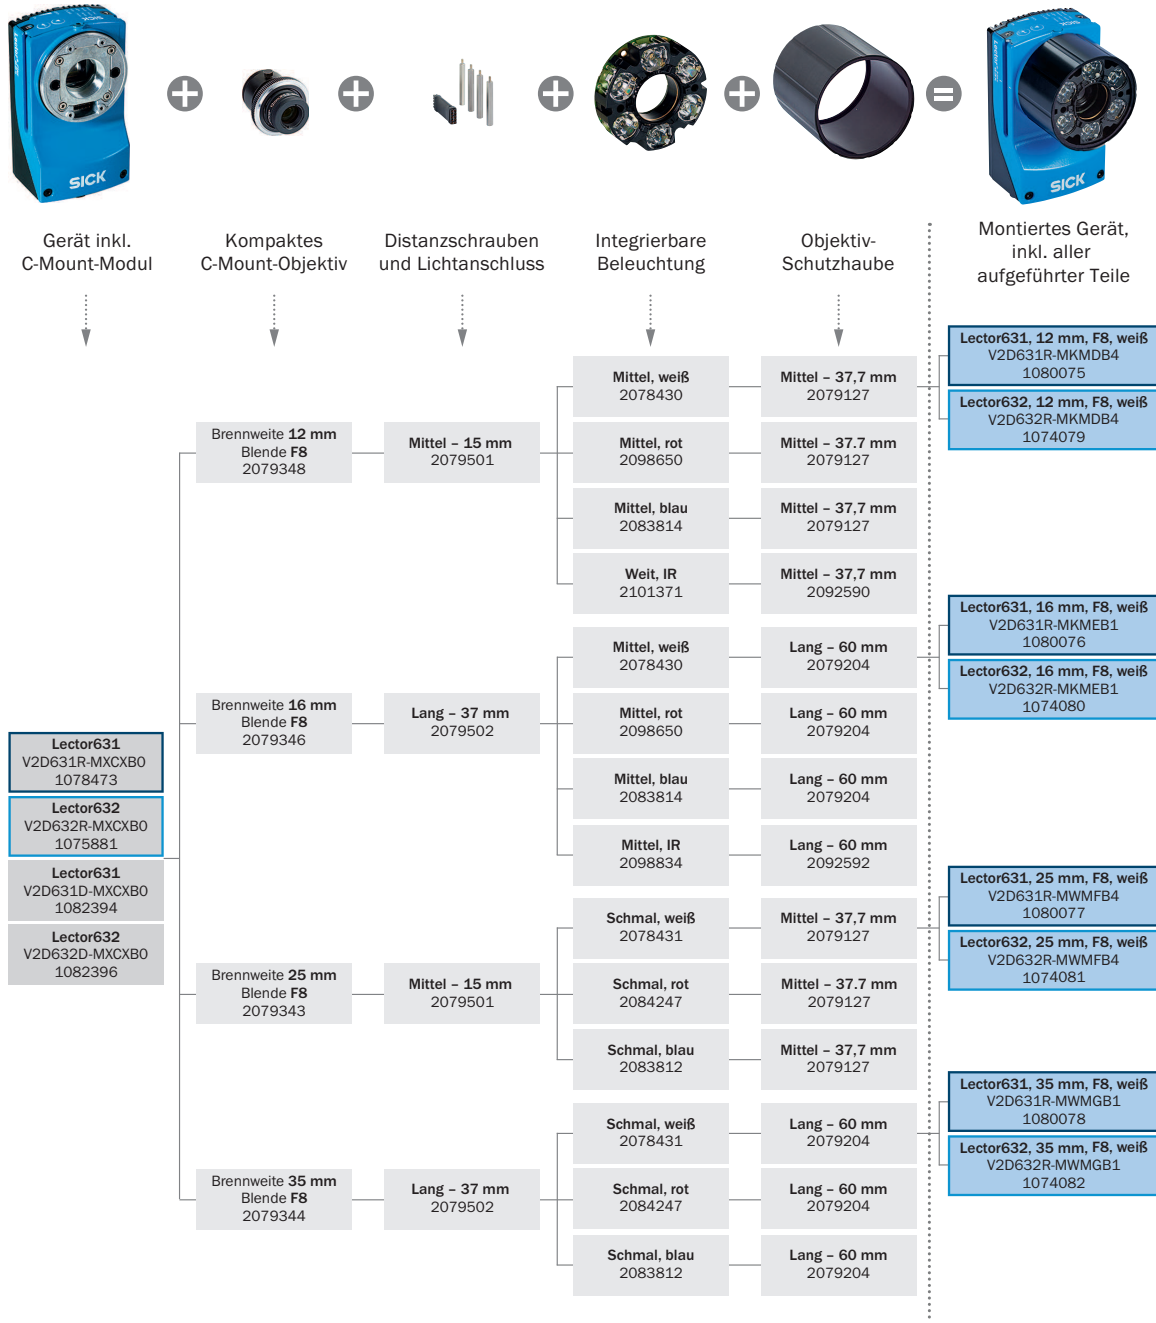 SICK
SICK
Gerät inkl.
C-Mount-Modul
Kompaktes
C-Mount-Objektiv
Distanzschrauben
und Lichtanschluss
Integrierbare
Beleuchtung
Objektiv-
Schutzhaube
Montiertes Gerät,
inkl. aller
aufgeführter Teile
Lector631
V2D631R-MXCXB0
1078473
Lector632
V2D632R-MXCXB0
1075881
Lector631
V2D631D-MXCXB0
1082394
Lector632
V2D632D-MXCXB0
1082396
Brennweite 12 mm
Blende F8
2079348
Mittel – 15 mm
2079501
Mittel, weiß
2078430
Mittel – 37,7 mm
2079127
Mittel, rot
2098650
Mittel – 37.7 mm
2079127
Mittel, blau
2083814
Mittel – 37,7 mm
2079127
Weit, IR
2101371
Mittel – 37,7 mm
2092590
Lector631, 12 mm, F8, weiß
V2D631R-MKMDB4
1080075
Lector632, 12 mm, F8, weiß
V2D632R-MKMDB4
1074079
Brennweite 16 mm
Blende F8
2079346
Lang – 37 mm
2079502
Mittel, weiß
2078430
Lang – 60 mm
2079204
Mittel, rot
2098650
Lang – 60 mm
2079204
Mittel, blau
2083814
Lang – 60 mm
2079204
Mittel, IR
2098834
Lang – 60 mm
2092592
Lector631, 16 mm, F8, weiß
V2D631R-MKMEB1
1080076
Lector632, 16 mm, F8, weiß
V2D632R-MKMEB1
1074080
Brennweite 25 mm
Blende F8
2079343
Mittel – 15 mm
2079501
Schmal, weiß
2078431
Mittel – 37,7 mm
2079127
Schmal, rot
2084247
Mittel – 37.7 mm
2079127
Schmal, blau
2083812
Mittel – 37,7 mm
2079127
Lector631, 25 mm, F8, weiß
V2D631R-MWMFB4
1080077
Lector632, 25 mm, F8, weiß
V2D632R-MWMFB4
1074081
Brennweite 35 mm
Blende F8
2079344
Lang – 37 mm
2079502
Schmal, weiß
2078431
Lang – 60 mm
2079204
Schmal, rot
2084247
Lang – 60 mm
2079204
Schmal, blau
2083812
Lang – 60 mm
2079204
Lector631, 35 mm, F8, weiß
V2D631R-MWMGB1
1080078
Lector632, 35 mm, F8, weiß
V2D632R-MWMGB1
1074082